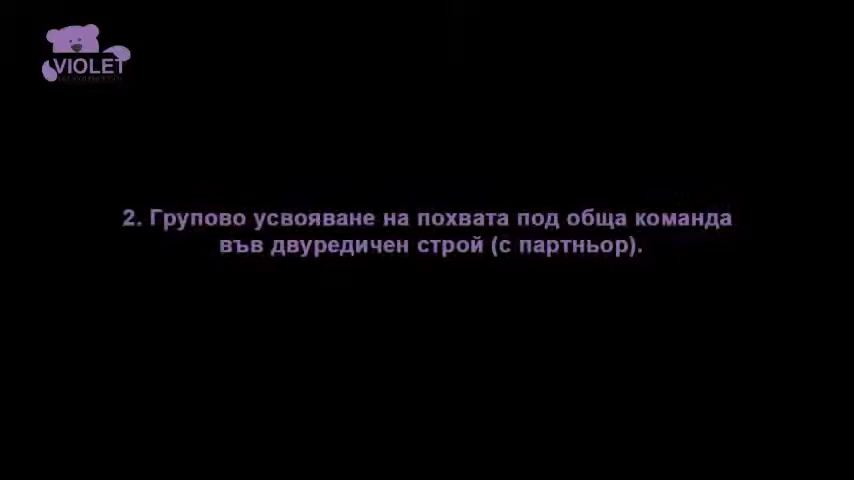 VIOLET
2. Групово усвояване на похвата под обща команда
във двуредичен строй (с партньор).